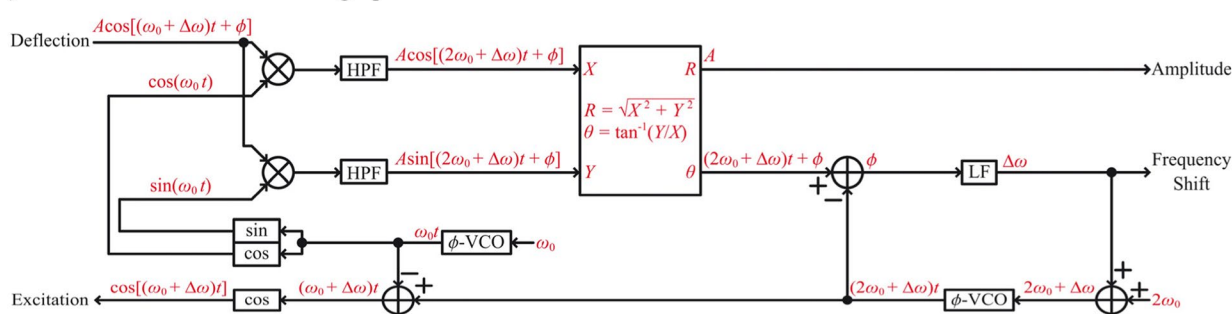 Acos[(ω₀ + Δω)t + ϕ]
Deflection
HPF
Acos[(2ω₀ + Δω)t + ϕ]
X
R
A
Amplitude
cos(ω₀ t)
R = √X² + Y²
θ = tan⁻¹(Y/X)
HPF
Asin[(2ω₀ + Δω)t + ϕ]
Y
θ
(2ω₀ + Δω)t + ϕ
+
−
ϕ
LF
Δω
Frequency
Shift
sin(ω₀ t)
sin
cos
ω₀t
ϕ-VCO
ω₀
Excitation
cos[(ω₀ + Δω)t]
cos
(ω₀ + Δω)t
−
+
(2ω₀ + Δω)t
ϕ-VCO
2ω₀ + Δω
+
+
2ω₀